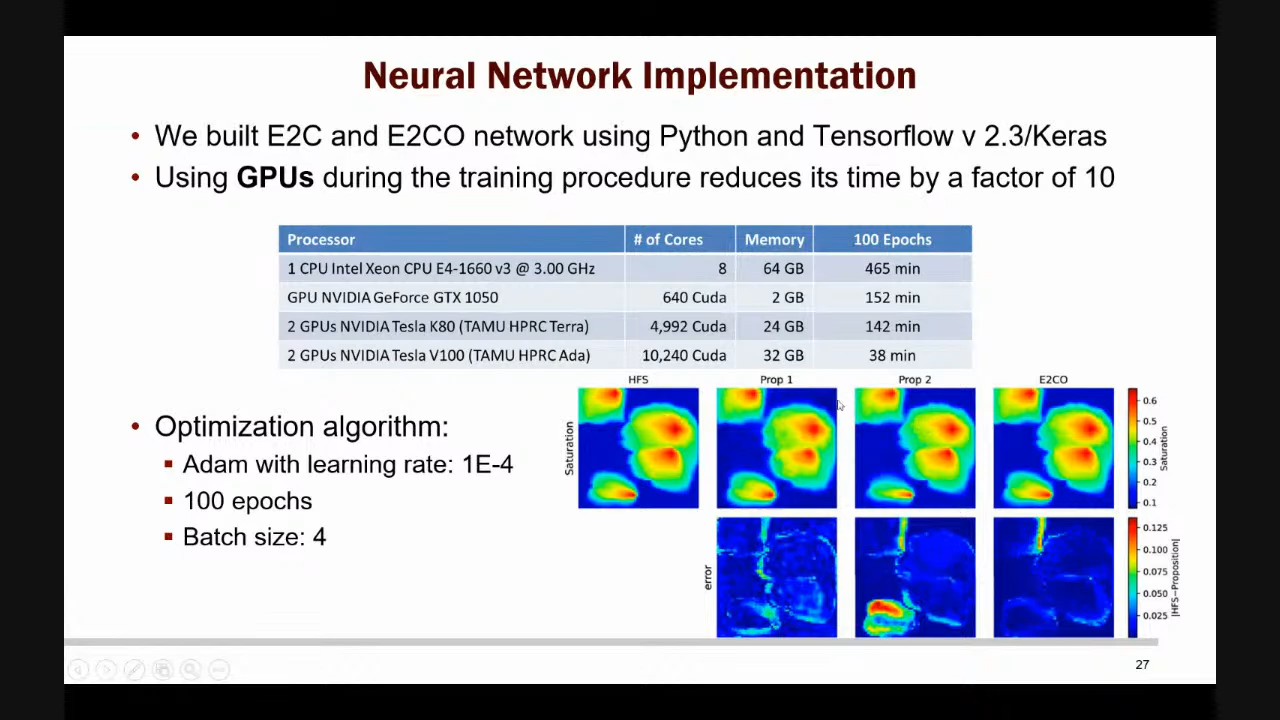 Neural Network Implementation
• We built E2C and E2CO network using Python and Tensorflow v 2.3/Keras
• Using GPUs during the training procedure reduces its time by a factor of 10
Processor # of Cores Memory 100 Epochs
1 CPU Intel Xeon CPU E4-1660 v3 @ 3.00 GHz 8 64 GB 465 min
GPU NVIDIA GeForce GTX 1050 640 Cuda 2 GB 152 min
2 GPUs NVIDIA Tesla K80 (TAMU HPRC Terra) 4,992 Cuda 24 GB 142 min
2 GPUs NVIDIA Tesla V100 (TAMU HPRC Ada) 10,240 Cuda 32 GB 38 min
• Optimization algorithm:
▪ Adam with learning rate: 1E-4
▪ 100 epochs
▪ Batch size: 4
HFS Prop 1 Prop 2 E2CO
Saturation
0.6
0.5
0.4
0.3
0.2
0.1
Saturation
error
0.125
0.100
0.075
0.050
0.025
|HFS−Proposition|
27